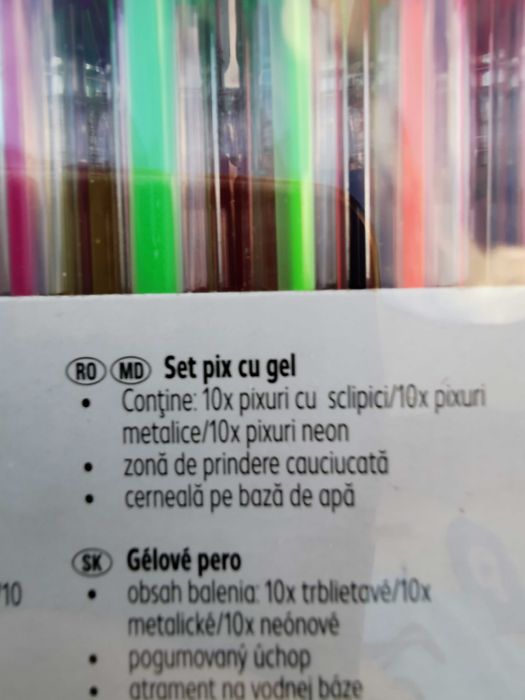 RO MD Set pix cu gel
• Conţine: 10x pixuri cu sclipici/10x pixuri
metalice/10x pixuri neon
• zonă de prindere cauciucată
• cerneală pe bază de apă
SK Gélové pero
/10
• obsah balenia: 10x trblietavé/10x
metalické/10x neónové
• pogumovaný úchop
• atrament na vodnej báze